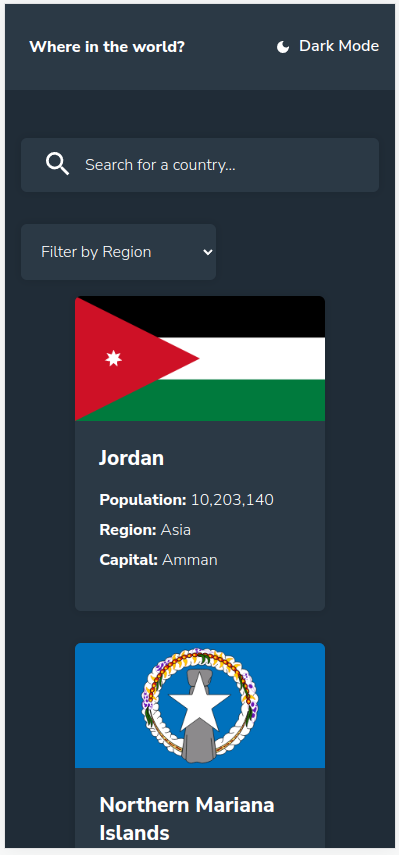 Where in the world?
Dark Mode
Search for a country...
Filter by Region
Jordan
Population: 10,203,140
Region: Asia
Capital: Amman
Northern Mariana
Islands